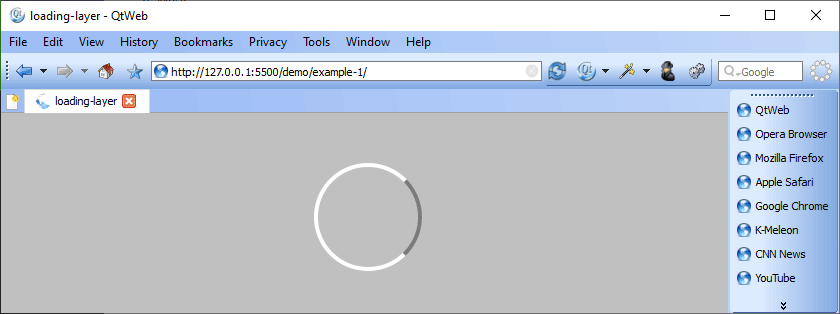 loading-layer - QtWeb
File Edit View History Bookmarks Privacy Tools Window Help
http://127.0.0.1:5500/demo/example-1/ Qt Google
loading-layer
QtWeb
Opera Browser
Mozilla Firefox
Apple Safari
Google Chrome
K-Meleon
CNN News
YouTube